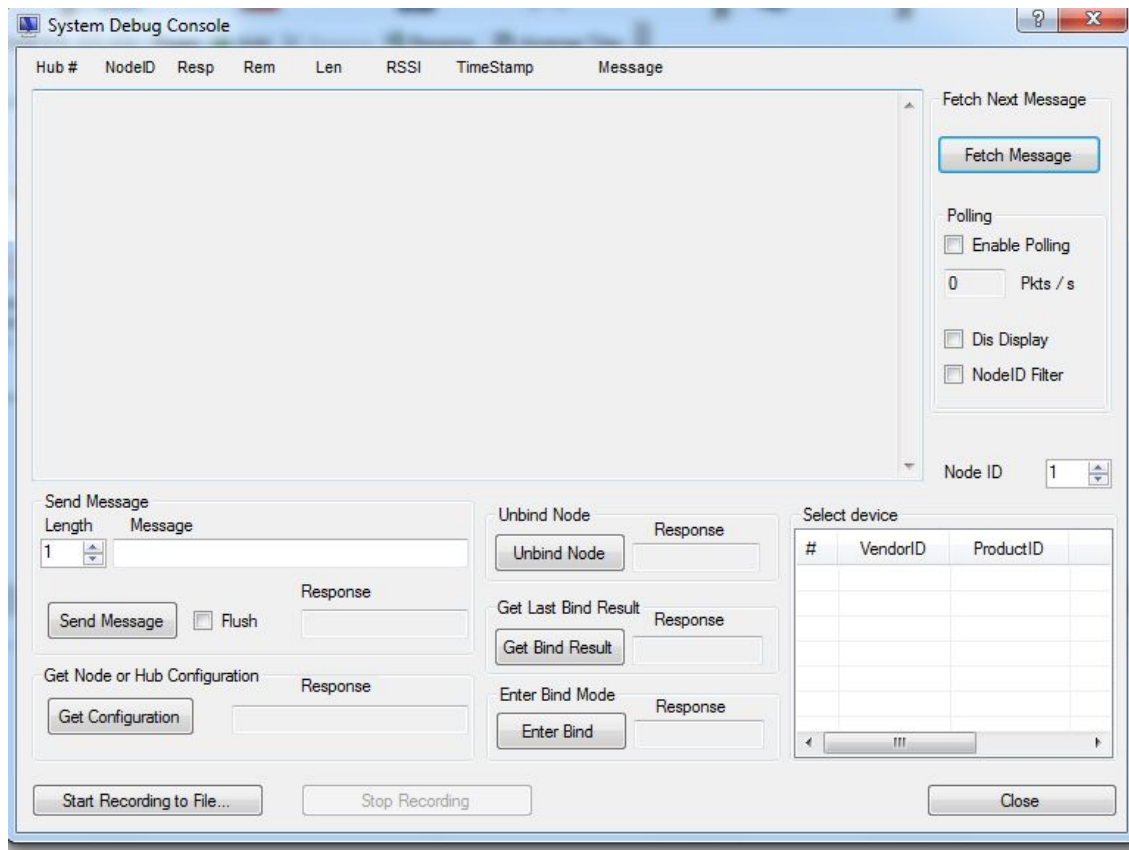 System Debug Console
Hub # NodeID Resp Rem Len RSSI TimeStamp Message
Fetch Next Message
Fetch Message
Polling
Enable Polling
0 Pkts / s
Dis Display
NodeID Filter
Node ID 1
Send Message
Length Message
1
Response
Send Message Flush
Get Node or Hub Configuration
Response
Get Configuration
Unbind Node
Response
Unbind Node
Get Last Bind Result
Response
Get Bind Result
Enter Bind Mode
Response
Enter Bind
Select device
# VendorID ProductID
Start Recording to File...
Stop Recording
Close